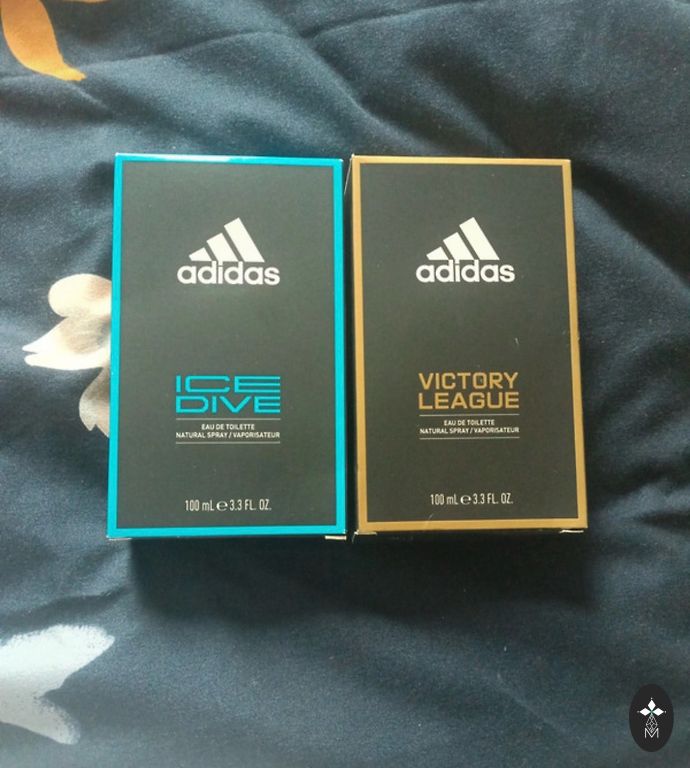 adidas
ICE
DIVE
EAU DE TOILETTE
NATURAL SPRAY / VAPORISATEUR
100 mL ℮ 3.3 FL. OZ.
adidas
VICTORY
LEAGUE
EAU DE TOILETTE
NATURAL SPRAY / VAPORISATEUR
100 mL ℮ 3.3 FL. OZ.
M